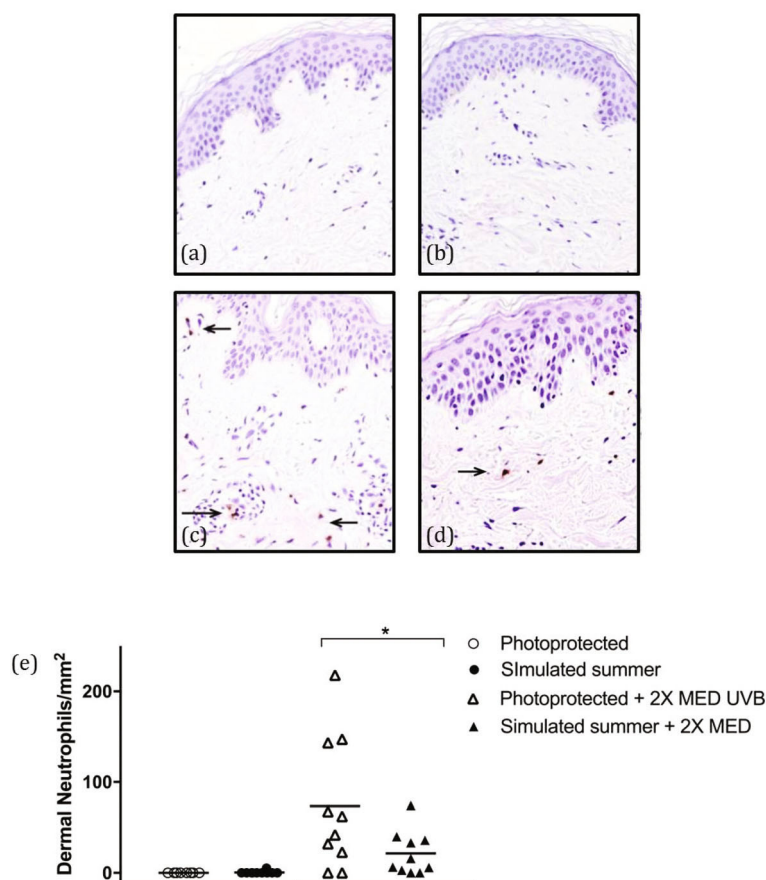 (a)
(b)
(c)
(d)
(e)
*
Photoprotected
SImulated summer
Photoprotected + 2X MED UVB
Simulated summer + 2X MED
Dermal Neutrophils/mm²
200
100
0